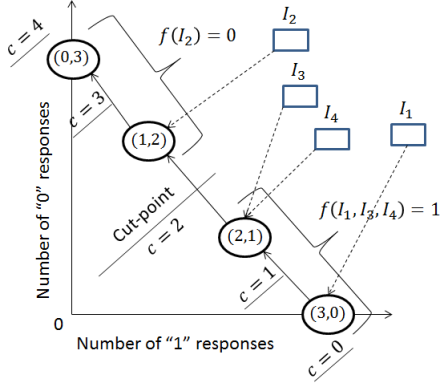 c = 4
(0,3)
f(I₂) = 0
I₂
I₃
I₄
I₁
c = 3
(1,2)
Number of “0” responses
Cut-point
c = 2
f(I₁, I₃, I₄) = 1
(2,1)
c = 1
(3,0)
0
c = 0
Number of “1” responses